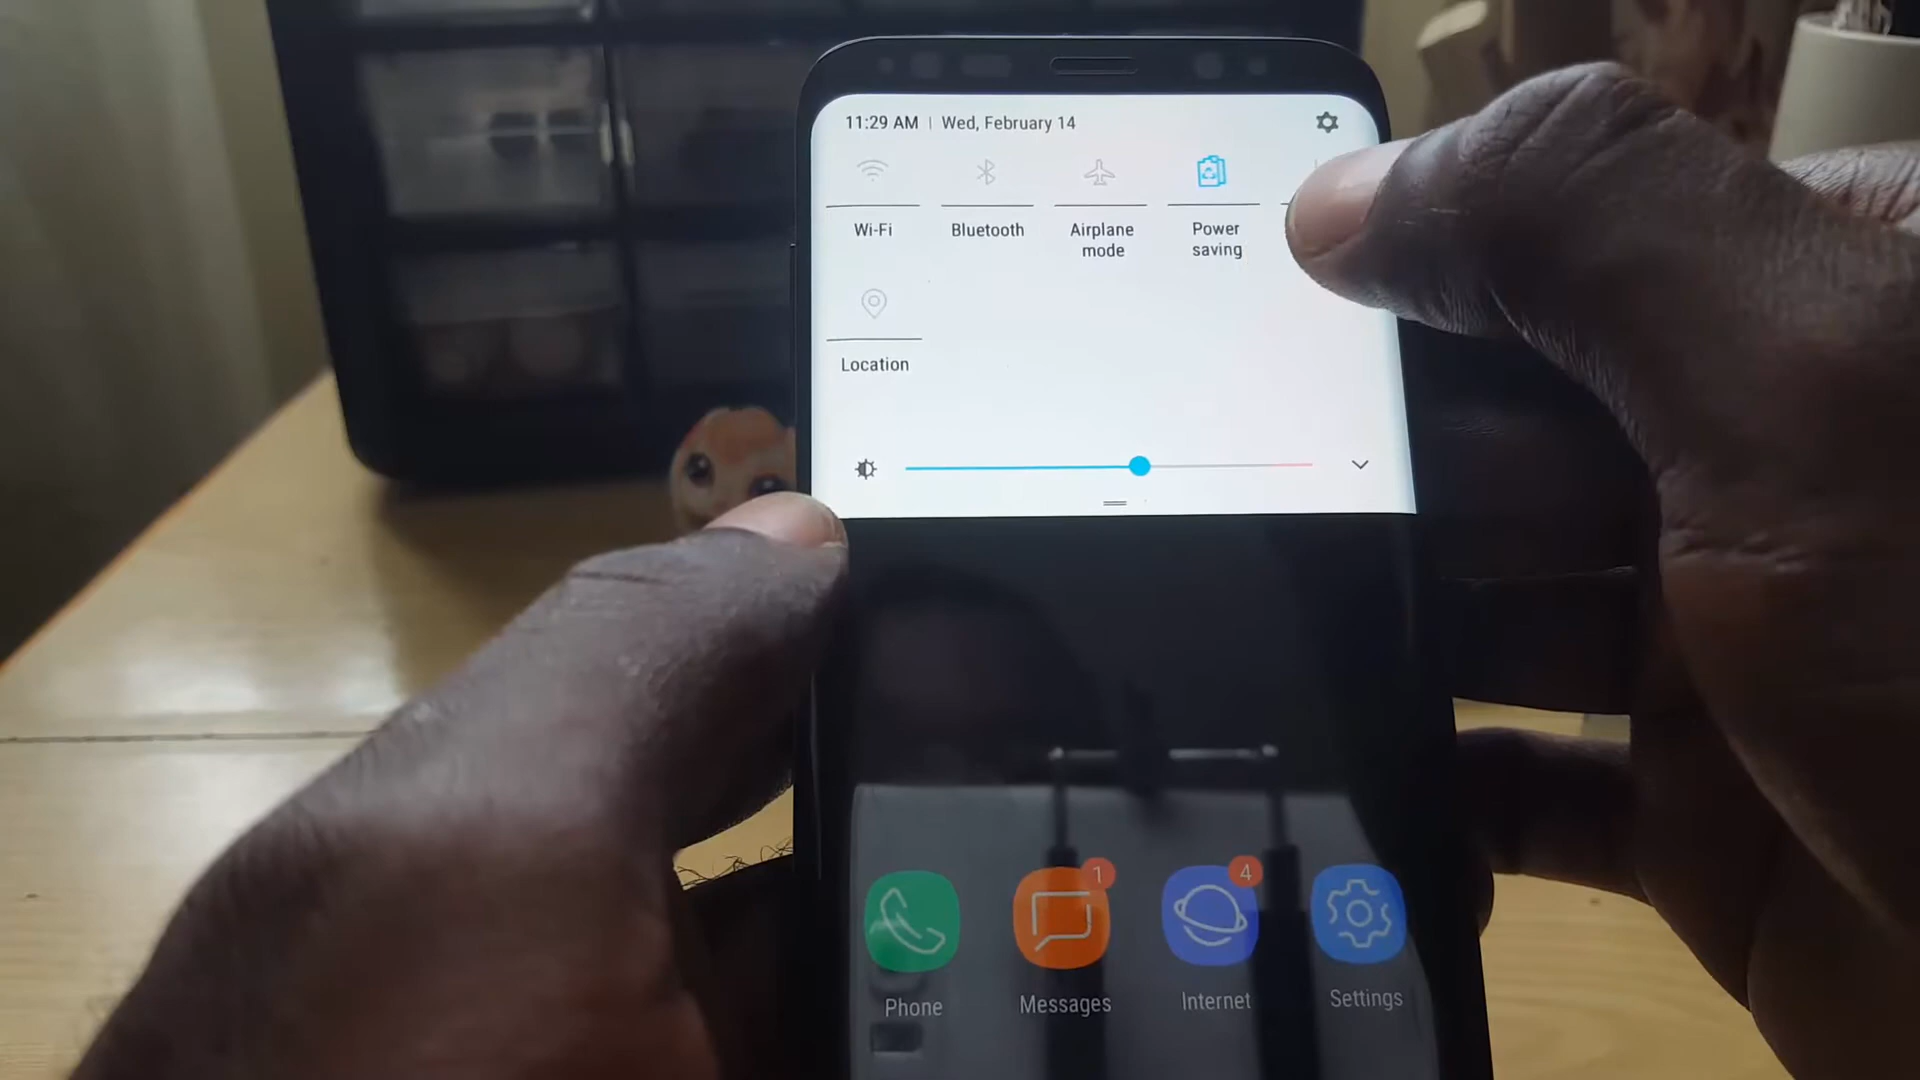 11:29 AM | Wed, February 14
Wi-Fi
Bluetooth
Airplane
mode
Power
saving
Location
1
4
Phone
Messages
Internet
Settings